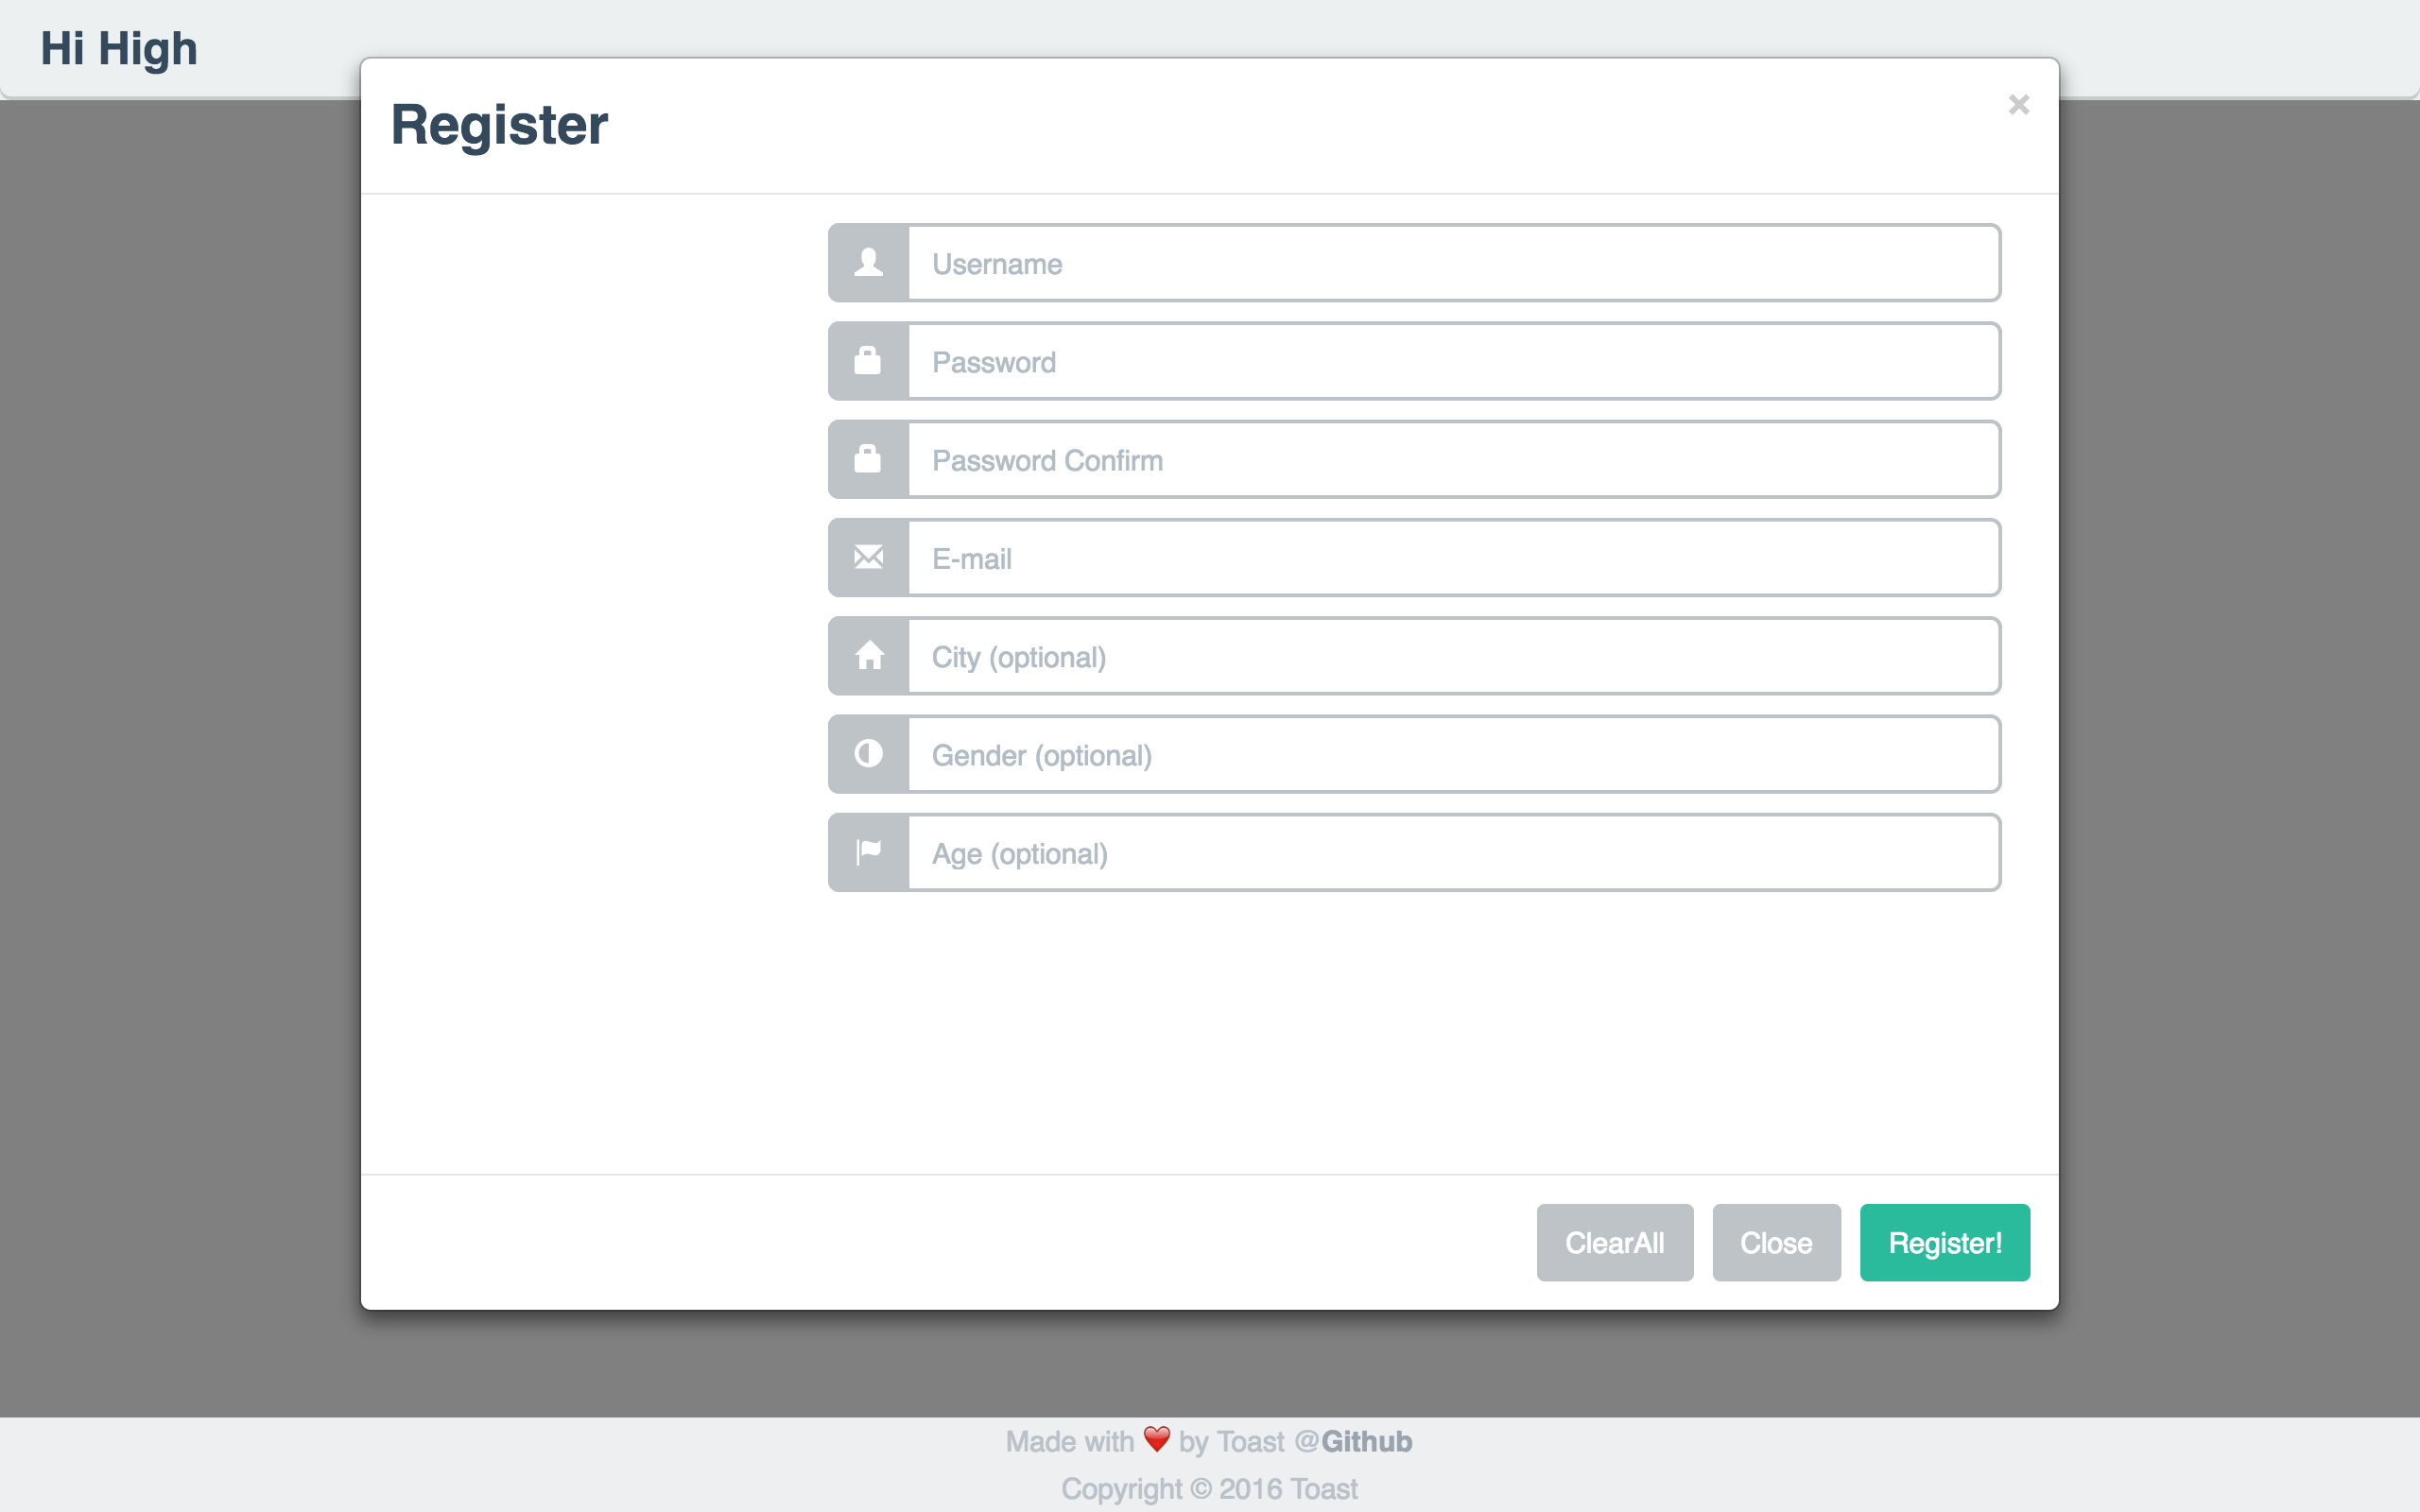 Hi High
Register
×
Username
Password
Password Confirm
E-mail
City (optional)
Gender (optional)
Age (optional)
ClearAll Close Register!
Made with ❤️ by Toast @Github
Copyright © 2016 Toast